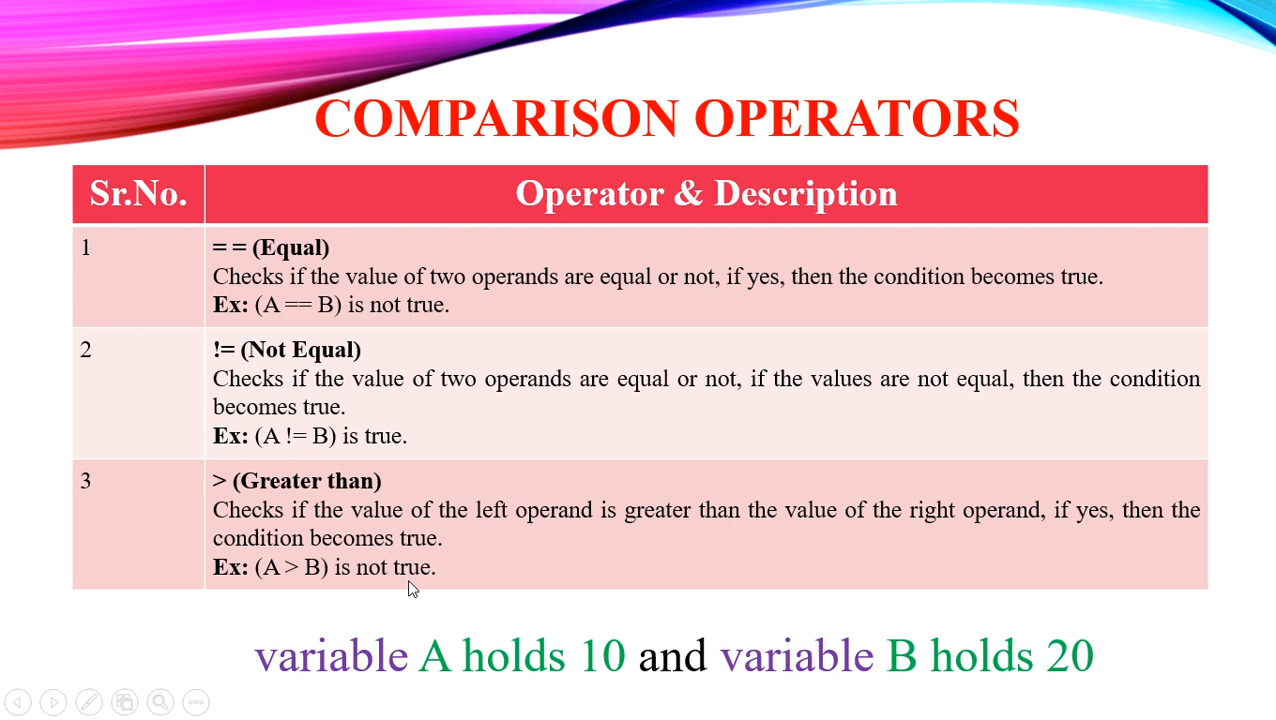 COMPARISON OPERATORS
Sr.No. Operator & Description
1 = = (Equal)
Checks if the value of two operands are equal or not, if yes, then the condition becomes true.
Ex: (A == B) is not true.
2 != (Not Equal)
Checks if the value of two operands are equal or not, if the values are not equal, then the condition
becomes true.
Ex: (A != B) is true.
3 > (Greater than)
Checks if the value of the left operand is greater than the value of the right operand, if yes, then the
condition becomes true.
Ex: (A > B) is not true.
variable A holds 10 and variable B holds 20